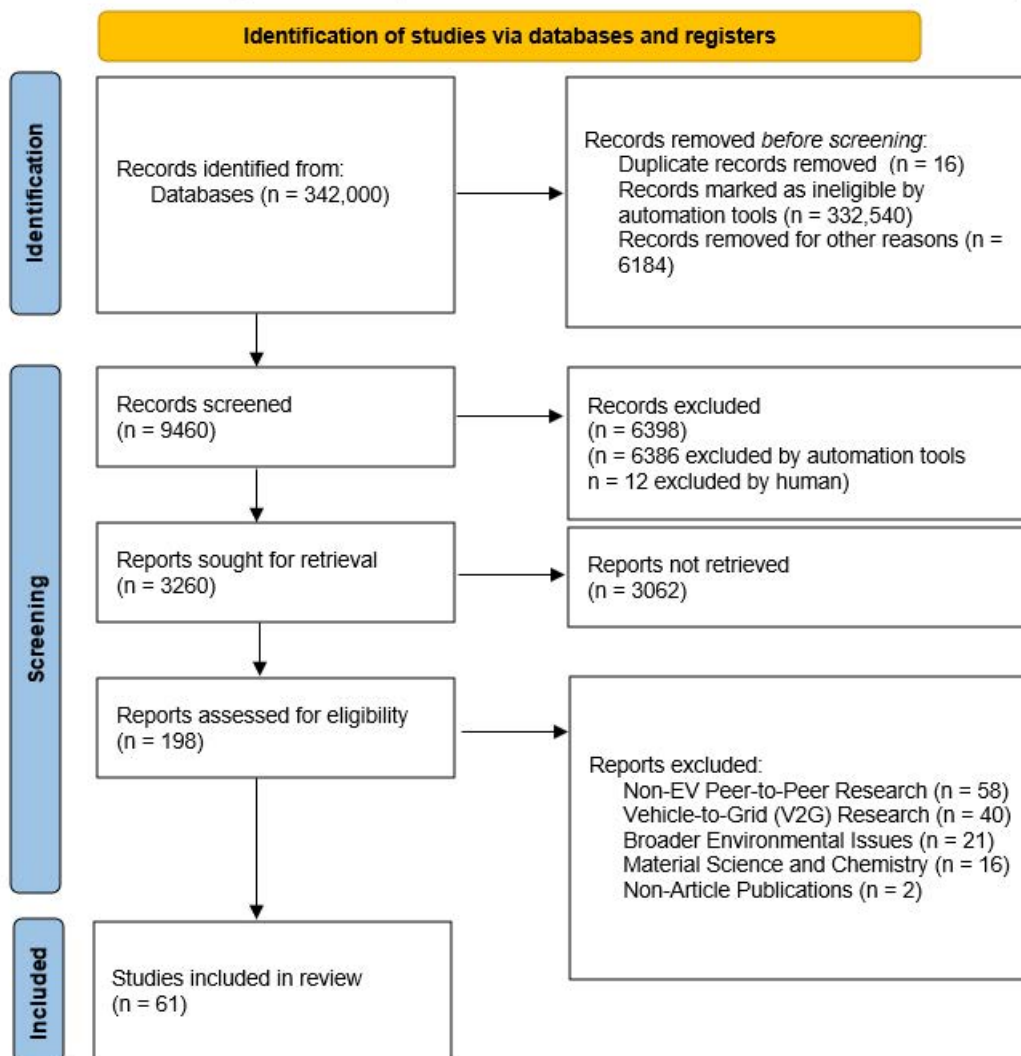 Identification of studies via databases and registers
Identification
Records identified from:
Databases (n = 342,000)
Records removed before screening:
Duplicate records removed (n = 16)
Records marked as ineligible by
automation tools (n = 332,540)
Records removed for other reasons (n =
6184)
Screening
Records screened
(n = 9460)
Records excluded
(n = 6398)
(n = 6386 excluded by automation tools
n = 12 excluded by human)
Reports sought for retrieval
(n = 3260)
Reports not retrieved
(n = 3062)
Reports assessed for eligibility
(n = 198)
Reports excluded:
Non-EV Peer-to-Peer Research (n = 58)
Vehicle-to-Grid (V2G) Research (n = 40)
Broader Environmental Issues (n = 21)
Material Science and Chemistry (n = 16)
Non-Article Publications (n = 2)
Included
Studies included in review
(n = 61)